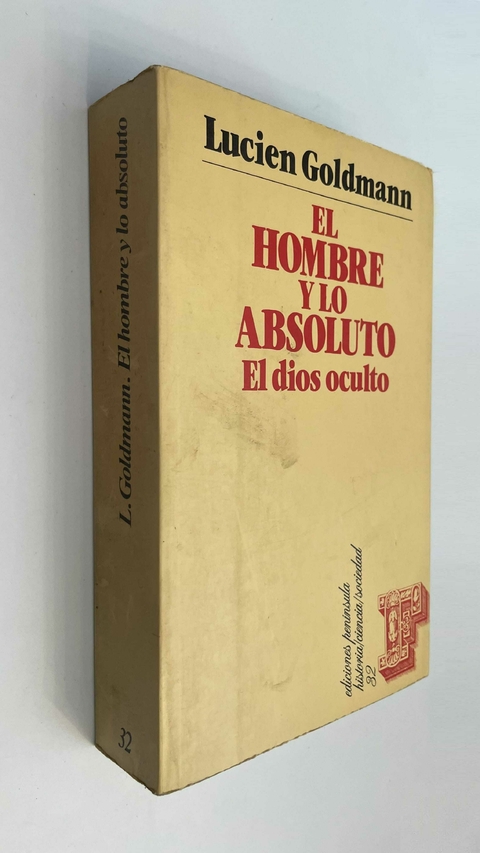 L. Goldmann. El hombre y lo absoluto
32
Lucien Goldmann
EL
HOMBRE
Y LO
ABSOLUTO
El dios oculto
ediciones península
historia/ciencia/sociedad
32